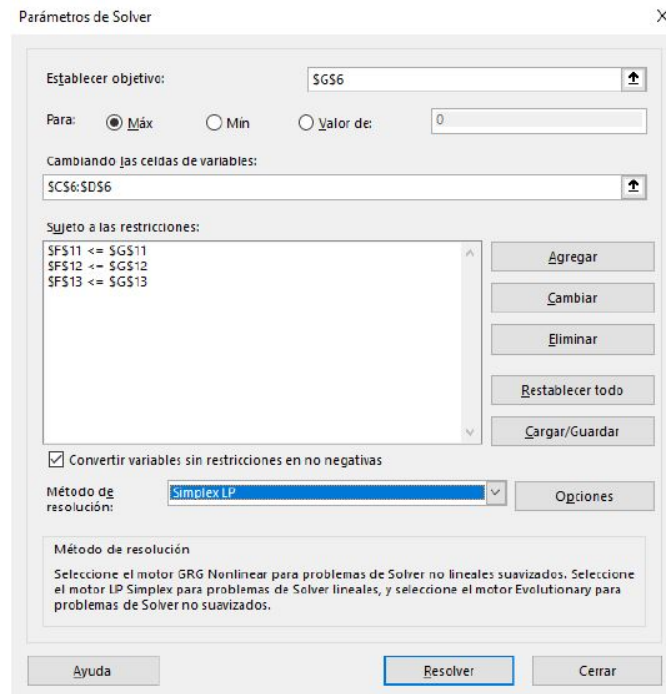 Parámetros de Solver
X
Establecer objetivo:
$G$6
Para:
Máx
Mín
Valor de:
0
Cambiando las celdas de variables:
$C$6:$D$6
Sujeto a las restricciones:
$F$11 <= $G$11
$F$12 <= $G$12
$F$13 <= $G$13
Agregar
Cambiar
Eliminar
Restablecer todo
Cargar/Guardar
Convertir variables sin restricciones en no negativas
Método de
resolución:
Simplex LP
Opciones
Método de resolución
Seleccione el motor GRG Nonlinear para problemas de Solver no lineales suavizados. Seleccione
el motor LP Simplex para problemas de Solver lineales, y seleccione el motor Evolutionary para
problemas de Solver no suavizados.
Ayuda
Resolver
Cerrar